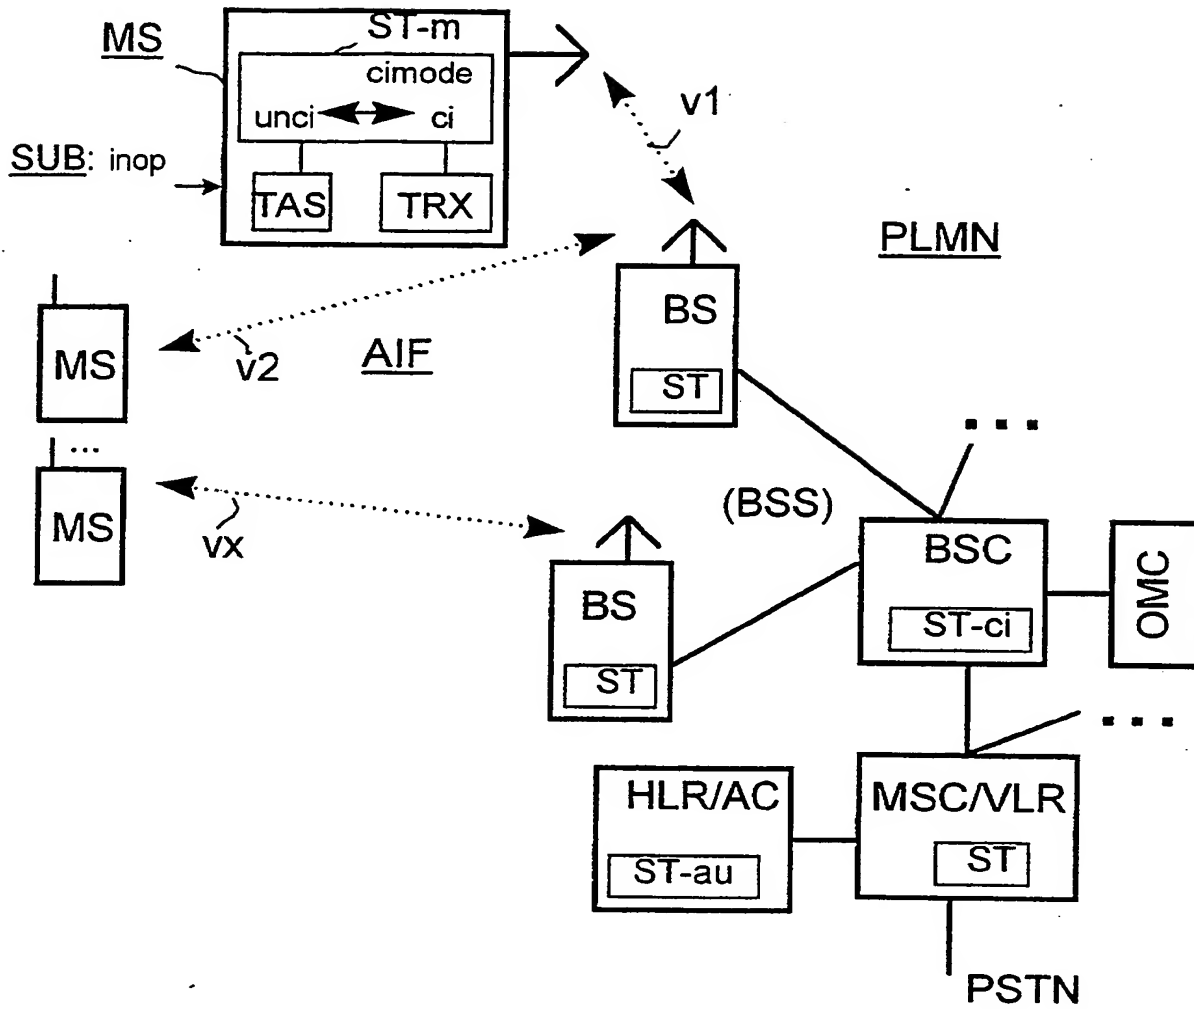 MS
ST-m
cimode
unci
ci
SUB: inop
TAS
TRX
v1
PLMN
BS
ST
MS
v2
AIF
...
MS
vx
...
(BSS)
BSC
ST-ci
OMC
BS
ST
...
HLR/AC
ST-au
MSC/VLR
ST
PSTN